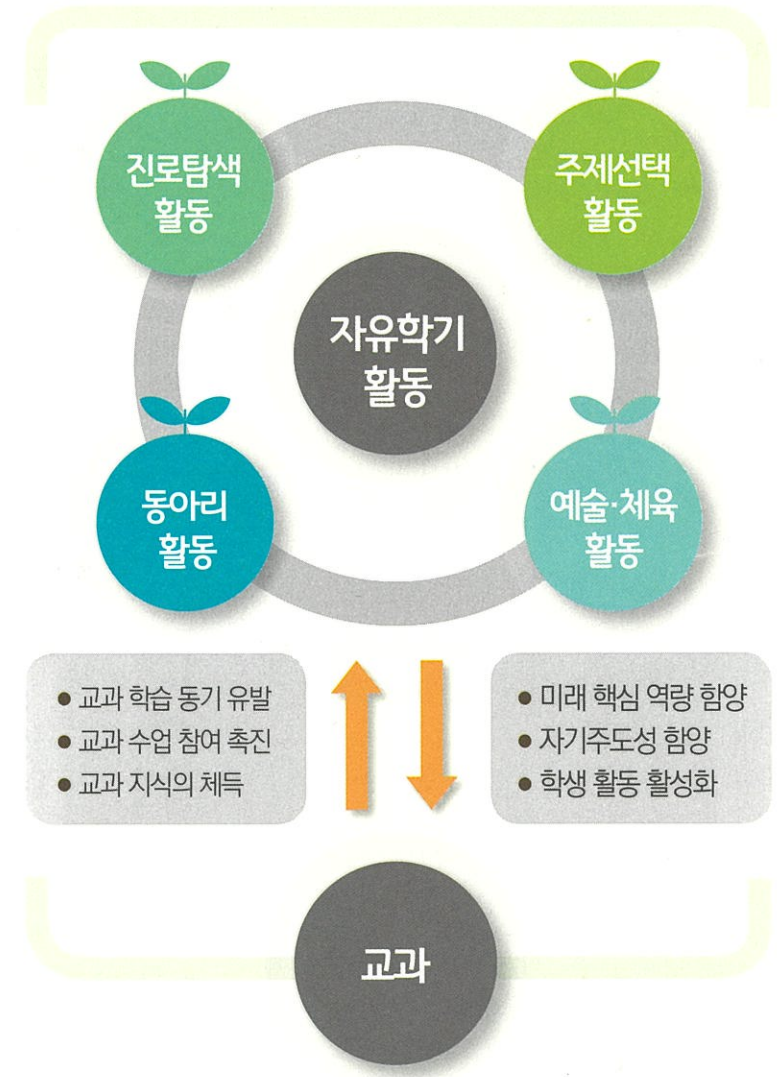 진로탐색
활동
주제선택
활동
자유학기
활동
동아리
활동
예술·체육
활동
● 교과 학습 동기 유발
● 교과 수업 참여 촉진
● 교과 지식의 체득
● 미래 핵심 역량 함양
● 자기주도성 함양
● 학생 활동 활성화
교과